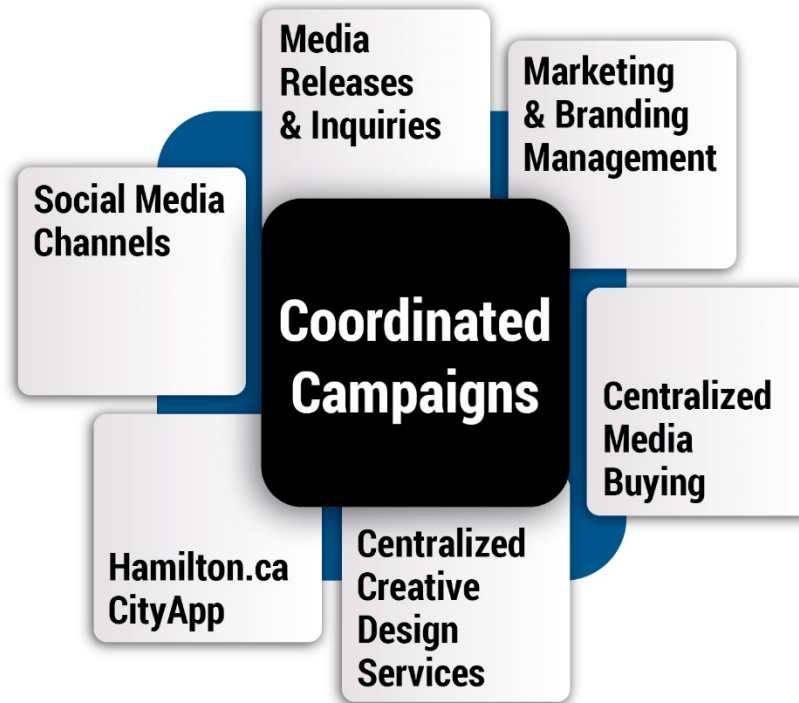 Media
Releases
& Inquiries
Marketing
& Branding
Management
Social Media
Channels
Coordinated
Campaigns
Centralized
Media
Buying
Hamilton.ca
CityApp
Centralized
Creative
Design
Services